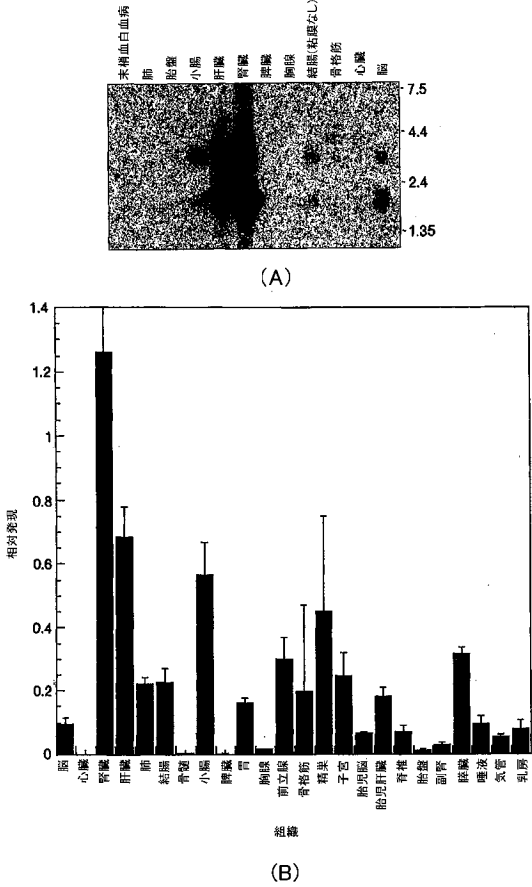 末梢血白血病
肺
胎盤
小腸
肝臓
腎臓
脾臓
胸腺
結腸(粘膜なし)
骨格筋
心臓
脳
7.5
4.4
2.4
1.35
(A)
1.4
1.2
1
0.8
0.6
0.4
0.2
0
相対発現
脳
心臓
腎臓
肝臓
肺
結腸
骨髄
小腸
脾臓
胃
胸腺
前立腺
骨格筋
精巣
子宮
胎児脳
胎児肝臓
脊椎
胎盤
副腎
膵臓
唾液
気管
乳房
組織
(B)